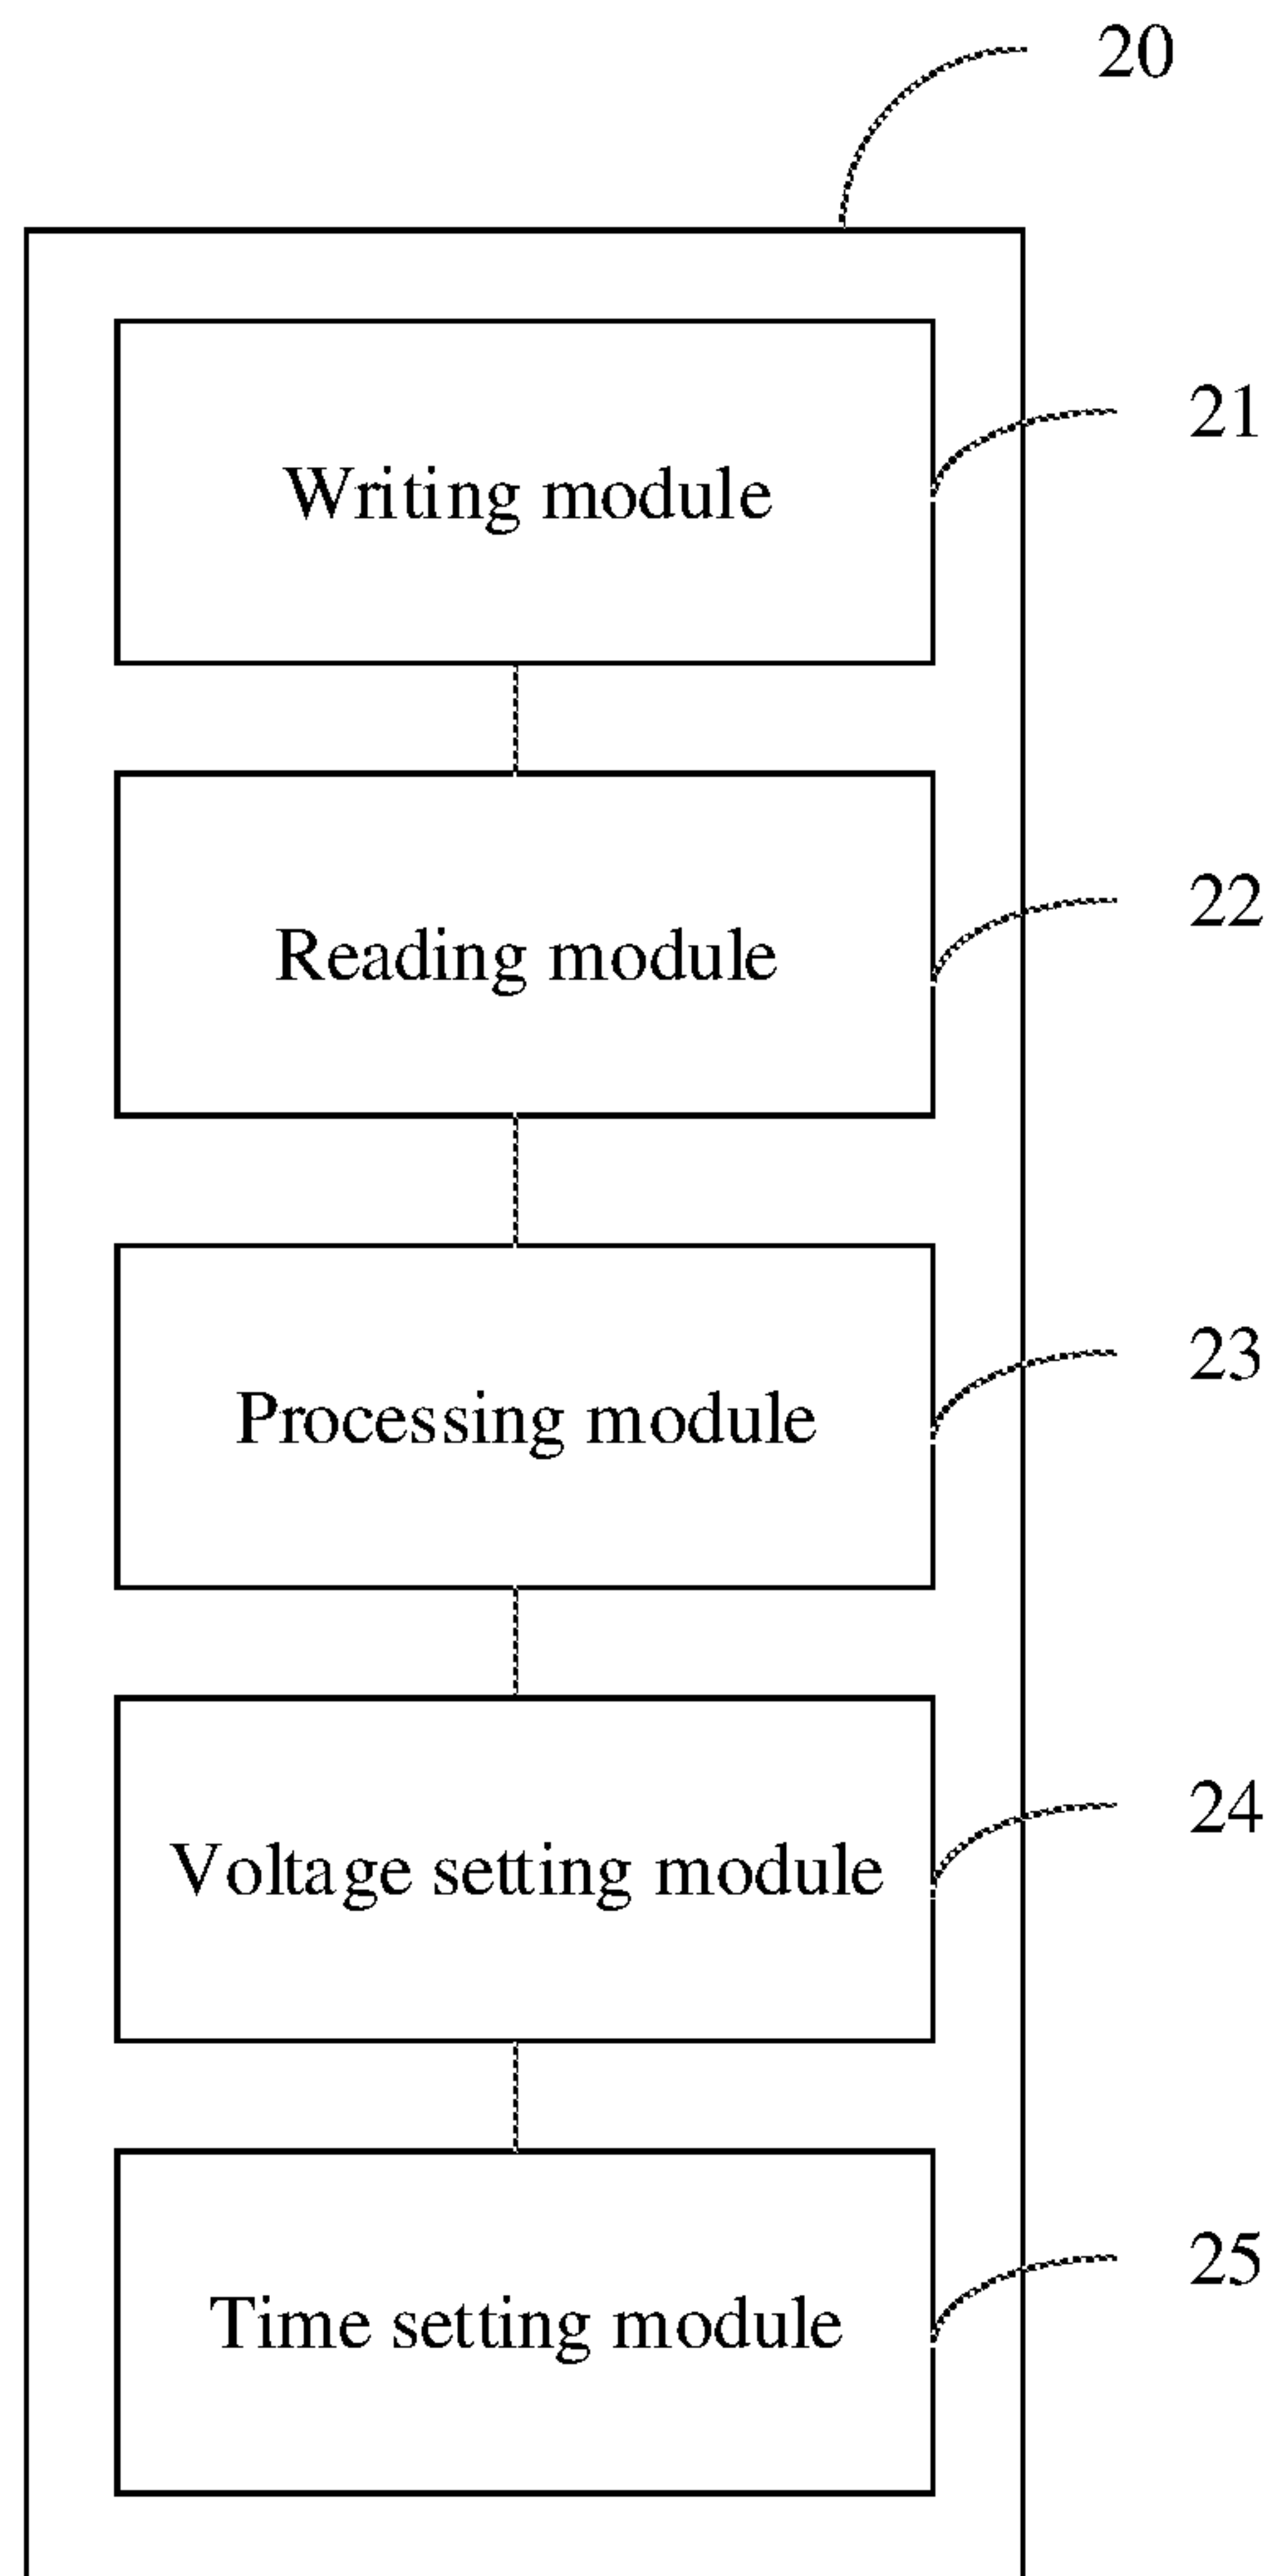 20
Writing module
21
Reading module
22
Processing module
23
Voltage setting module
24
Time setting module
25